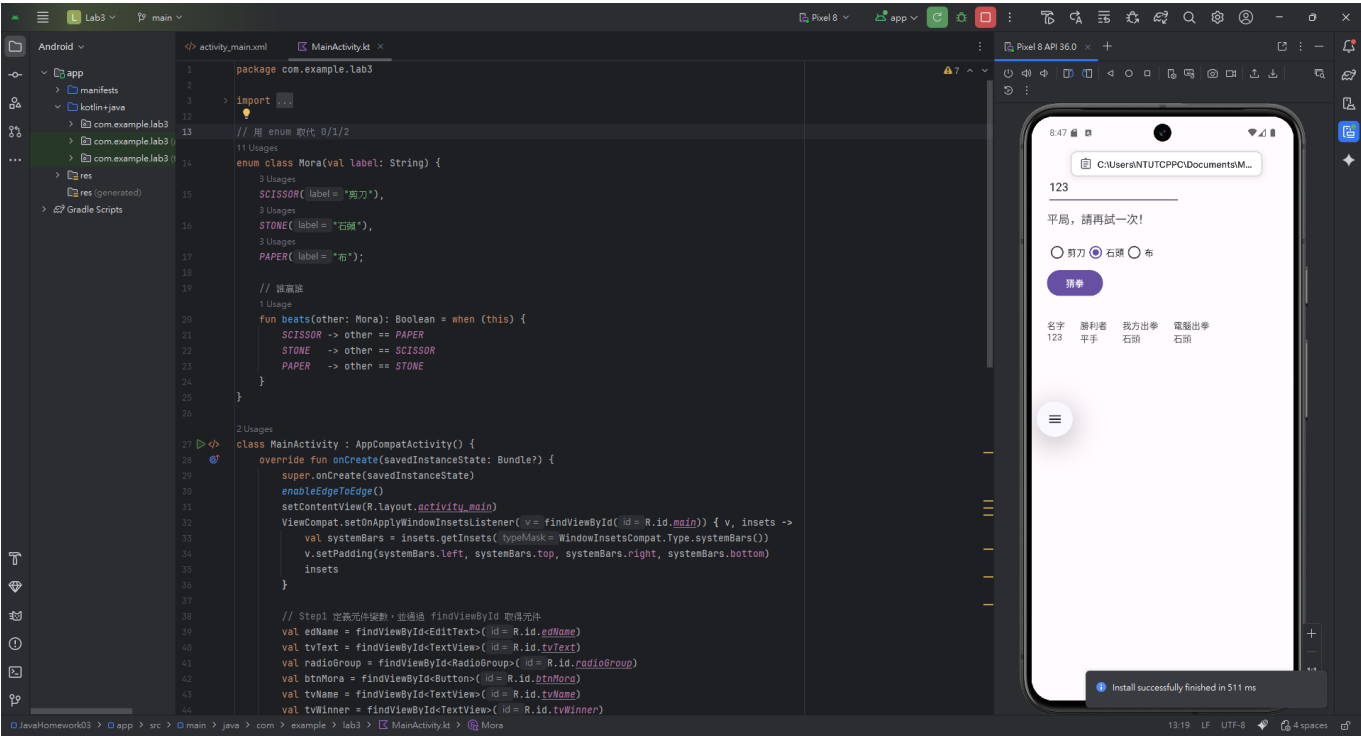 L Lab3 main Pixel 8 app
Android
app
manifests
kotlin+java
com.example.lab3
com.example.lab3
com.example.lab3
res
res (generated)
Gradle Scripts
activity_main.xml MainActivity.kt
7
1 package com.example.lab3
2
3 import ...
12
13 // 用 enum 取代 0/1/2
11 Usages
14 enum class Mora(val label: String) {
3 Usages
15 SCISSOR( label = "剪刀"),
3 Usages
16 STONE( label = "石頭"),
3 Usages
17 PAPER( label = "布");
18
19 // 誰贏誰
1 Usage
20 fun beats(other: Mora): Boolean = when (this) {
21 SCISSOR -> other == PAPER
22 STONE -> other == SCISSOR
23 PAPER -> other == STONE
24 }
25 }
26
2 Usages
27 class MainActivity : AppCompatActivity() {
28 override fun onCreate(savedInstanceState: Bundle?) {
29 super.onCreate(savedInstanceState)
30 enableEdgeToEdge()
31 setContentView(R.layout.activity_main)
32 ViewCompat.setOnApplyWindowInsetsListener( v = findViewById( id = R.id.main)) { v, insets ->
33 val systemBars = insets.getInsets( typeMask = WindowInsetsCompat.Type.systemBars())
34 v.setPadding(systemBars.left, systemBars.top, systemBars.right, systemBars.bottom)
35 insets
36 }
37
38 // Step1 定義元件變數，並通過 findViewById 取得元件
39 val edName = findViewById<EditText>( id = R.id.edName)
40 val tvText = findViewById<TextView>( id = R.id.tvText)
41 val radioGroup = findViewById<RadioGroup>( id = R.id.radioGroup)
42 val btnMora = findViewById<Button>( id = R.id.btnMora)
43 val tvName = findViewById<TextView>( id = R.id.tvName)
44 val tvWinner = findViewById<TextView>( id = R.id.tvWinner)
Pixel 8 API 36.0
8:47
C:\Users\NTUTCPPC\Documents\M...
123
平局，請再試一次!
剪刀 石頭 布
猜拳
名字 勝利者 我方出拳 電腦出拳
123 平手 石頭 石頭
1:1
Install successfully finished in 511 ms
JavaHomework03 > app > src > main > java > com > example > lab3 > MainActivity.kt > Mora
13:19 LF UTF-8 4 spaces